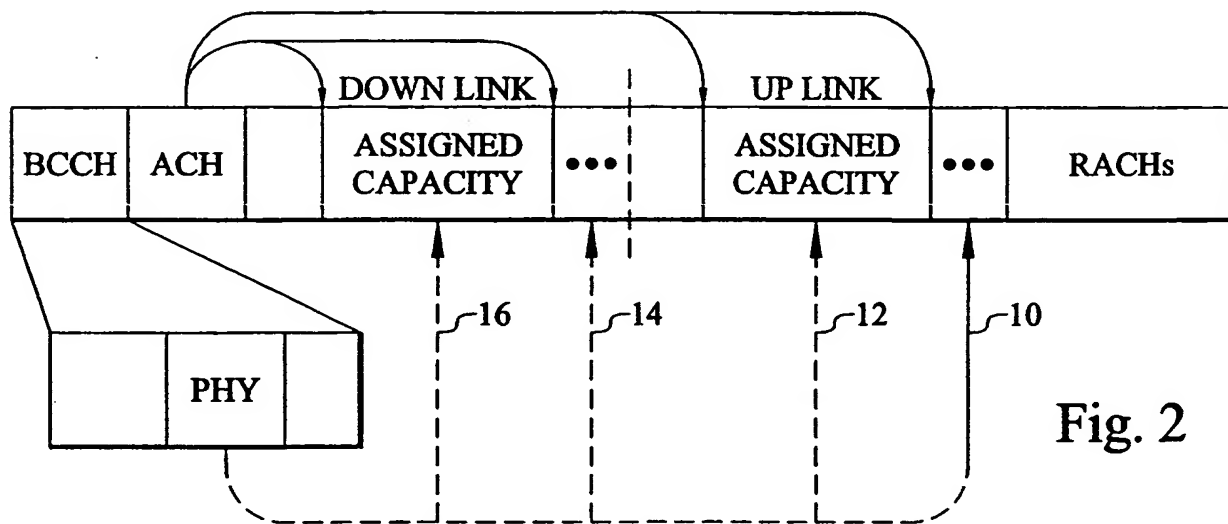 DOWN LINK
UP LINK
BCCH
ACH
ASSIGNED
CAPACITY
•••
ASSIGNED
CAPACITY
•••
RACHs
16
14
12
10
PHY
Fig. 2